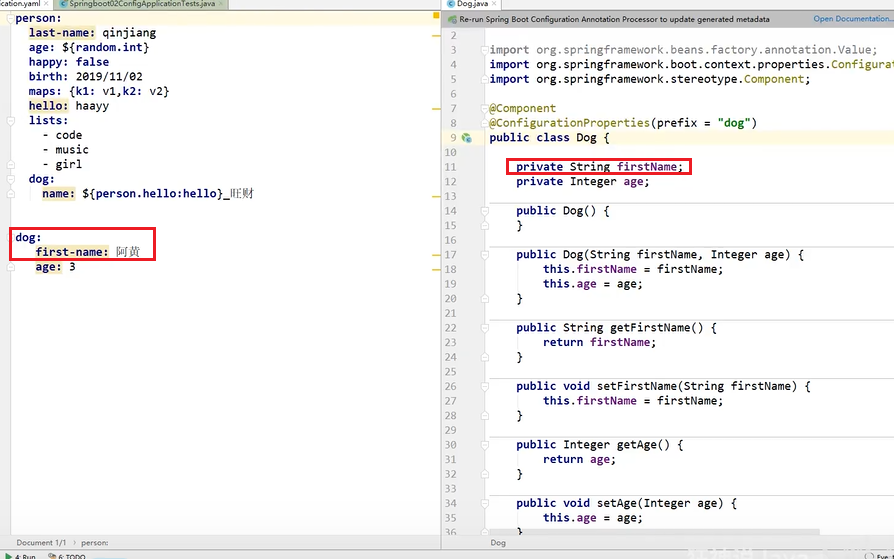 cation.yaml
Springboot02ConfigApplicationTests.java
person:
last-name: qinjiang
age: ${random.int}
happy: false
birth: 2019/11/02
maps: {k1: v1,k2: v2}
hello: haayy
lists:
- code
- music
- girl
dog:
name: ${person.hello:hello}_旺财
dog:
first-name: 阿黄
age: 3
Document 1/1 › person:
4: Run
6: TODO
Dog.java
Re-run Spring Boot Configuration Annotation Processor to update generated metadata
Open Documentation...
2
3 import org.springframework.beans.factory.annotation.Value;
4 import org.springframework.boot.context.properties.Configurat
5 import org.springframework.stereotype.Component;
6
7 @Component
8 @ConfigurationProperties(prefix = "dog")
9 public class Dog {
10
11 private String firstName;
12 private Integer age;
13
14 public Dog() {
15 }
16
17 public Dog(String firstName, Integer age) {
18 this.firstName = firstName;
19 this.age = age;
20 }
21
22 public String getFirstName() {
23 return firstName;
24 }
25
26 public void setFirstName(String firstName) {
27 this.firstName = firstName;
28 }
29
30 public Integer getAge() {
31 return age;
32 }
33
34 public void setAge(Integer age) {
35 this.age = age;
36 }
Dog